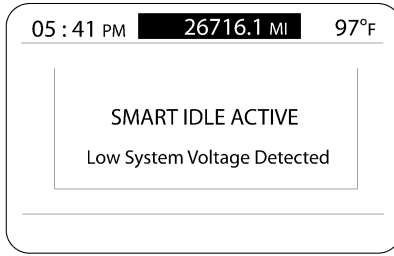 05 : 41 PM 26716.1 MI 97°F
SMART IDLE ACTIVE
Low System Voltage Detected